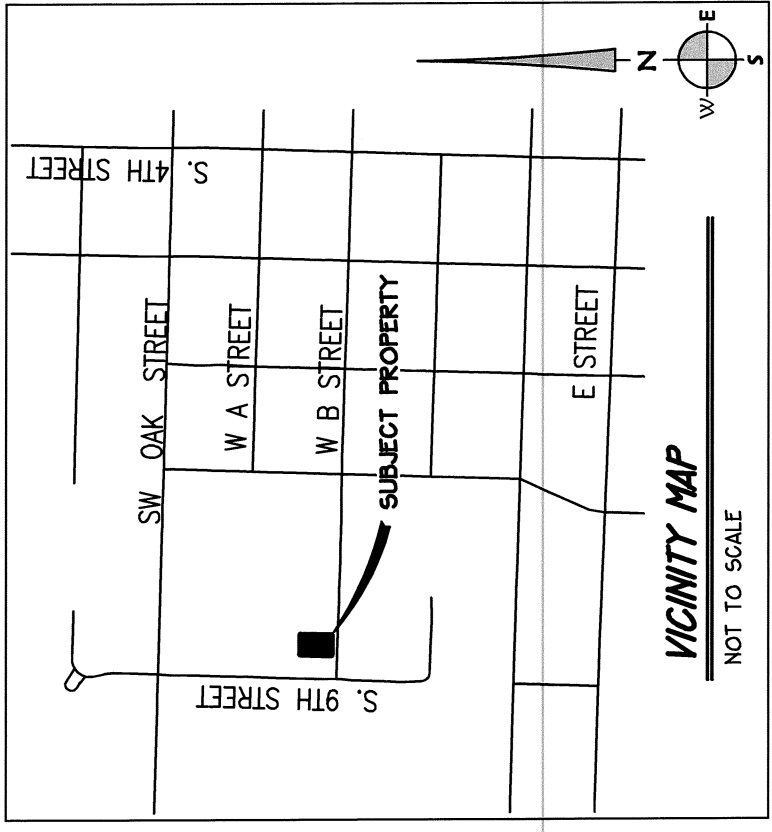 S. 4TH STREET
SW OAK STREET
W A STREET
W B STREET
SUBJECT PROPERTY
E STREET
S. 9TH STREET
N
W
E
S
VICINITY MAP
NOT TO SCALE